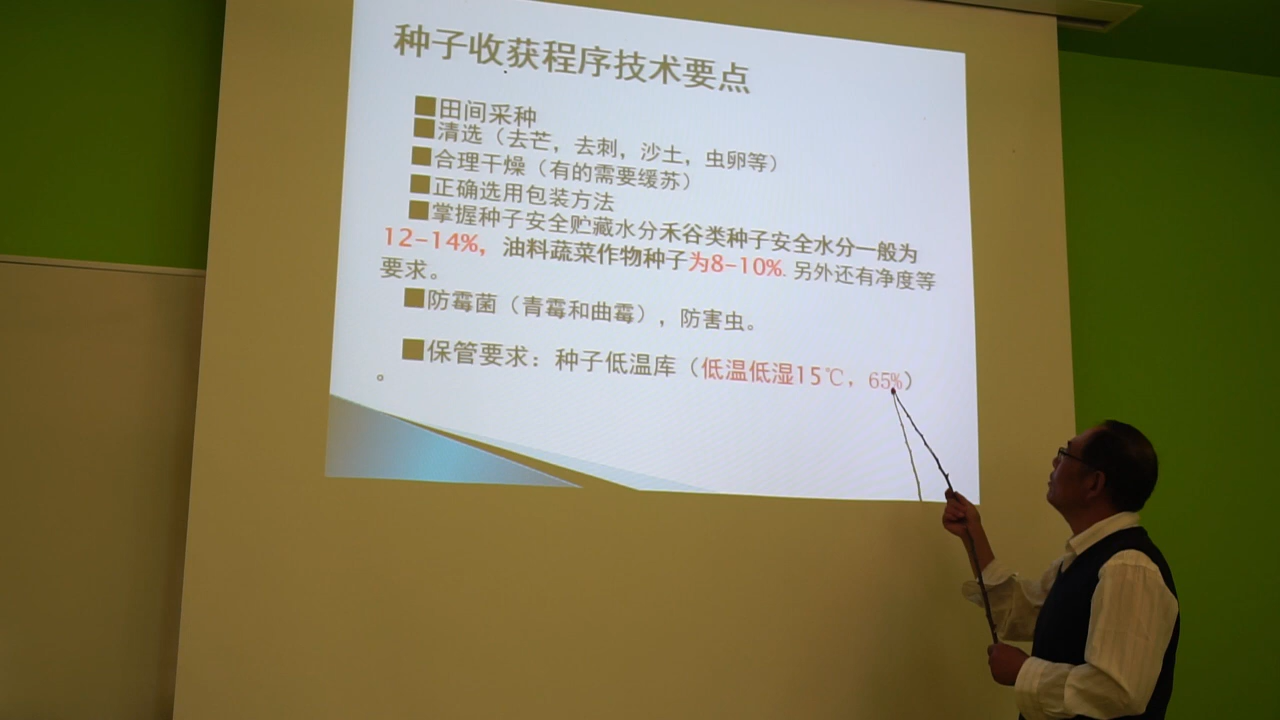 种子收获程序技术要点
■田间采种
■清选（去芒，去刺，沙土，虫卵等）
■合理干燥（有的需要缓苏）
■正确选用包装方法
■掌握种子安全贮藏水分禾谷类种子安全水分一般为
12-14%，油料蔬菜作物种子为8-10%. 另外还有净度等
要求。
■防霉菌（青霉和曲霉），防害虫。
■保管要求：种子低温库（低温低湿15℃，65%）
。